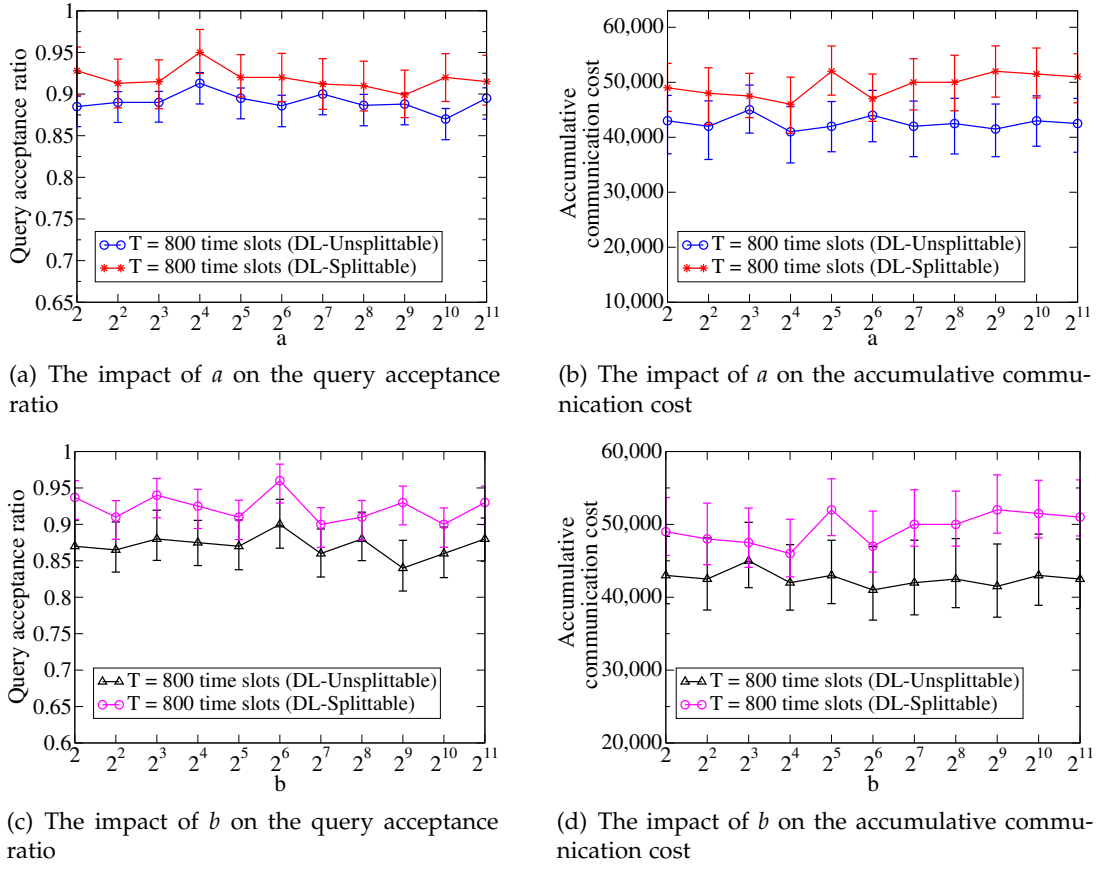 1
0.95
0.9
0.85
0.8
0.75
0.7
0.65
Query acceptance ratio
T = 800 time slots (DL-Unsplittable)
T = 800 time slots (DL-Splittable)
2 2^2 2^3 2^4 2^5 2^6 2^7 2^8 2^9 2^10 2^11
a
(a) The impact of a on the query acceptance
ratio
60,000
50,000
40,000
30,000
20,000
10,000
Accumulative
communication cost
T = 800 time slots (DL-Unsplittable)
T = 800 time slots (DL-Splittable)
2 2^2 2^3 2^4 2^5 2^6 2^7 2^8 2^9 2^10 2^11
a
(b) The impact of a on the accumulative commu-
nication cost
1
0.95
0.9
0.85
0.8
0.75
0.7
0.65
0.6
Query acceptance ratio
T = 800 time slots (DL-Unsplittable)
T = 800 time slots (DL-Splittable)
2 2^2 2^3 2^4 2^5 2^6 2^7 2^8 2^9 2^10 2^11
b
(c) The impact of b on the query acceptance
ratio
60,000
50,000
40,000
30,000
20,000
Accumulative
communication cost
T = 800 time slots (DL-Unsplittable)
T = 800 time slots (DL-Splittable)
2 2^2 2^3 2^4 2^5 2^6 2^7 2^8 2^9 2^10 2^11
b
(d) The impact of b on the accumulative commu-
nication cost